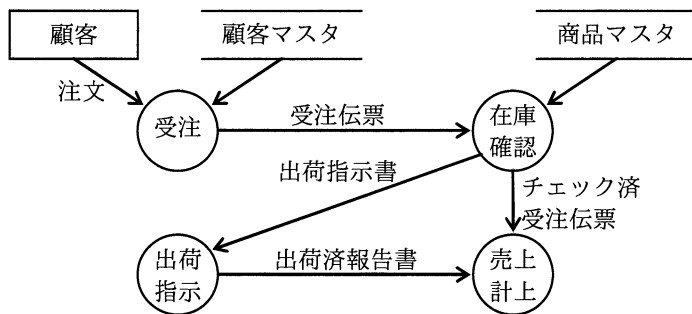 顧客
顧客マスタ
商品マスタ
注文
受注
受注伝票
在庫
確認
出荷指示書
チェック済
受注伝票
出荷
指示
出荷済報告書
売上
計上